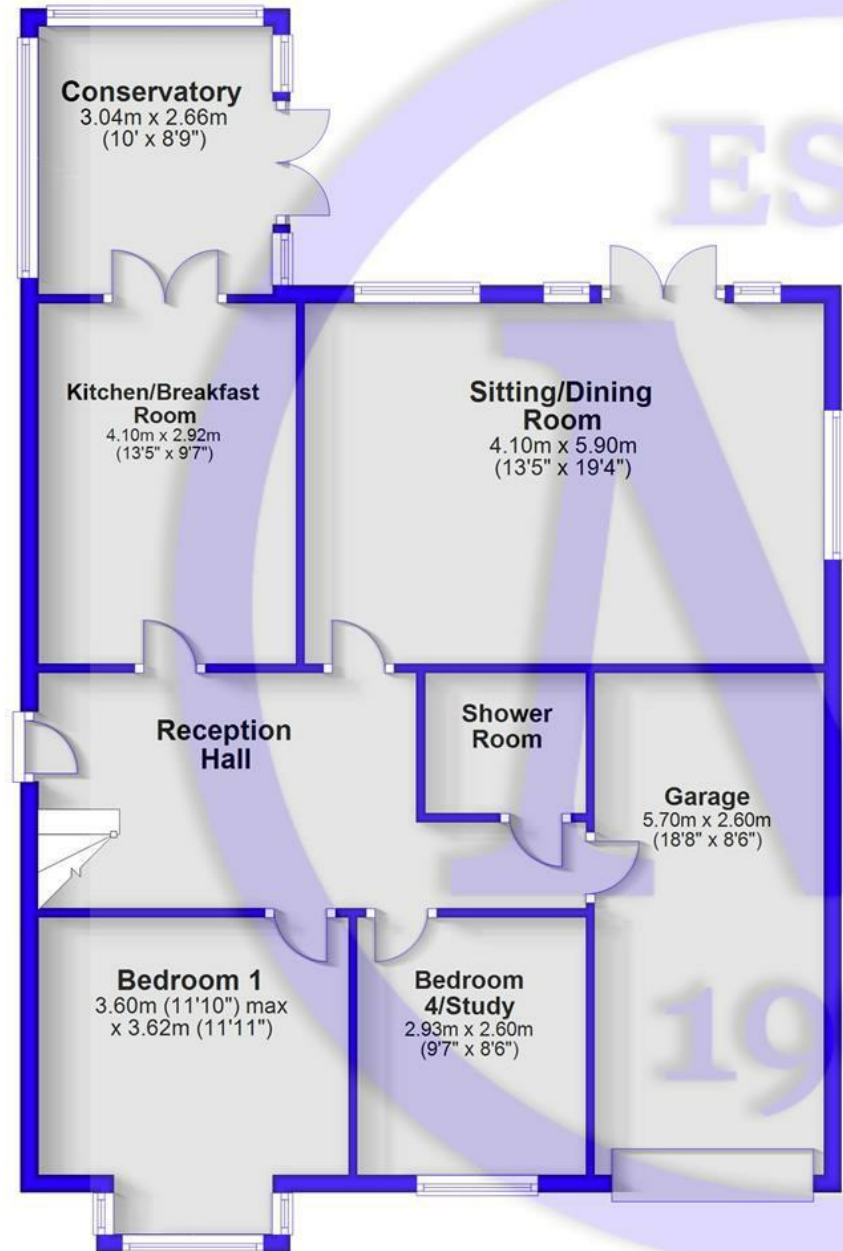 Conservatory
3.04m x 2.66m
(10' x 8'9")
ES
Kitchen/Breakfast
Room
4.10m x 2.92m
(13'5" x 9'7")
Sitting/Dining
Room
4.10m x 5.90m
(13'5" x 19'4")
Reception
Hall
Shower
Room
Garage
5.70m x 2.60m
(18'8" x 8'6")
Bedroom 1
3.60m (11'10") max
x 3.62m (11'11")
Bedroom
4/Study
2.93m x 2.60m
(9'7" x 8'6")
19